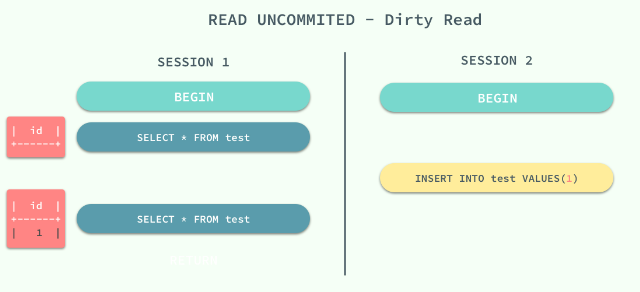 READ UNCOMMITED - Dirty Read
SESSION 1
SESSION 2
BEGIN
BEGIN
| id |
+------+
SELECT * FROM test
INSERT INTO test VALUES(1)
| id |
+------+
| 1 |
SELECT * FROM test